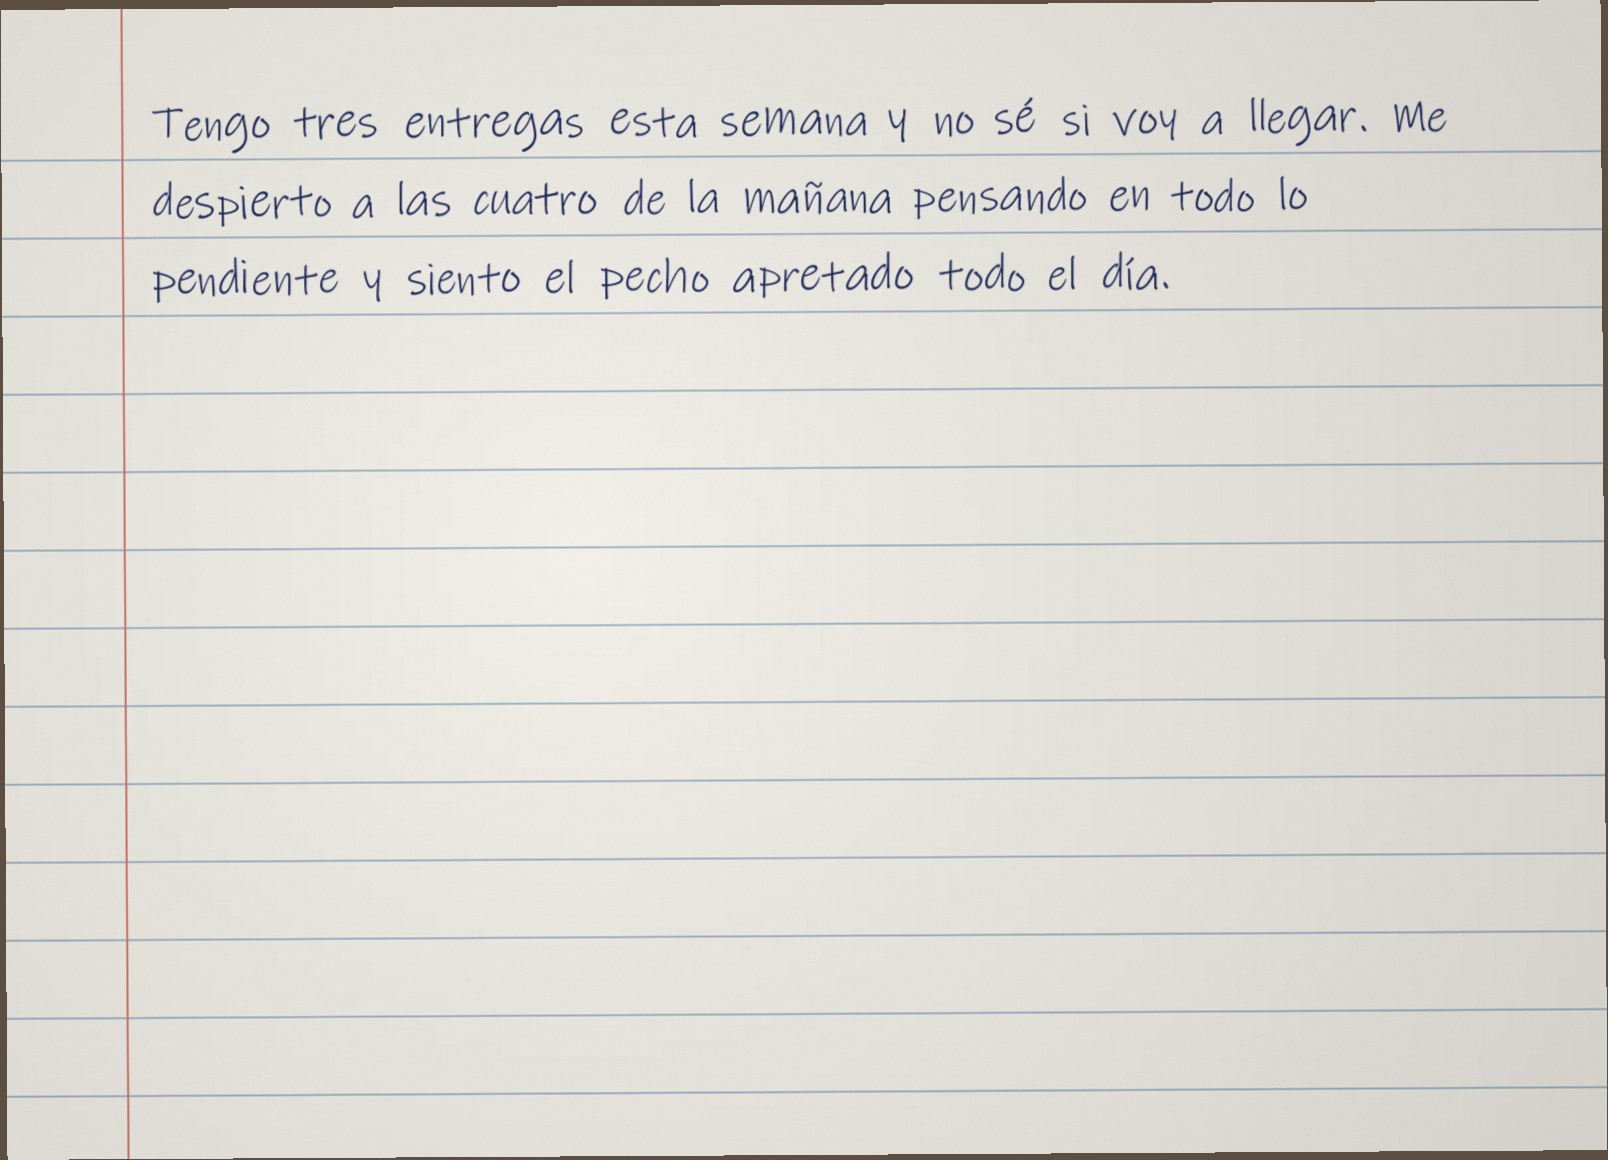 Tengo tres entregas esta semana y no sé si voy a llegar. Me
despierto a las cuatro de la mañana pensando en todo lo
pendiente y siento el pecho apretado todo el día.